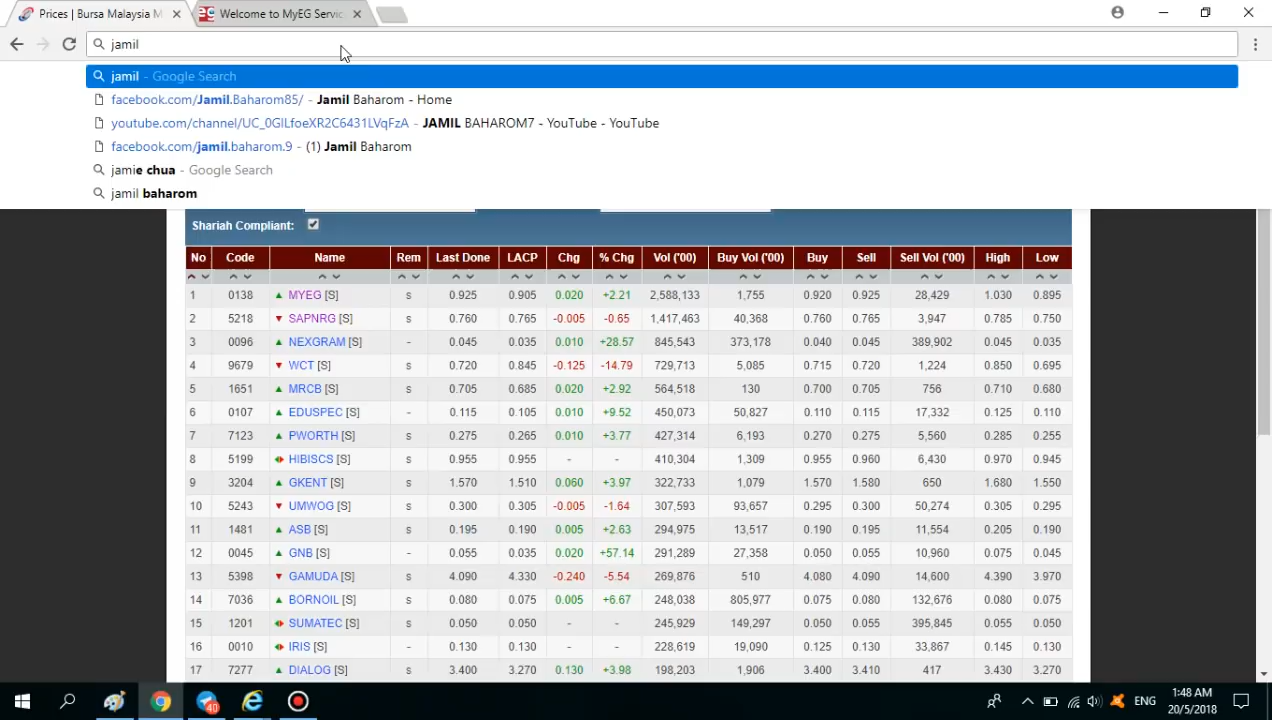 Prices | Bursa Malaysia M
Welcome to MyEG Servic
jamil
jamil - Google Search
facebook.com/Jamil.Baharom85/ - Jamil Baharom - Home
youtube.com/channel/UC_0GlLfoeXR2C6431LVqFzA - JAMIL BAHAROM7 - YouTube - YouTube
facebook.com/jamil.baharom.9 - (1) Jamil Baharom
jamie chua - Google Search
jamil baharom
Shariah Compliant:
No Code Name Rem Last Done LACP Chg % Chg Vol ('00) Buy Vol ('00) Buy Sell Sell Vol ('00) High Low
1 0138 MYEG [S] s 0.925 0.905 0.020 +2.21 2,588,133 1,755 0.920 0.925 28,429 1.030 0.895
2 5218 SAPNRG [S] s 0.760 0.765 -0.005 -0.65 1,417,463 40,368 0.760 0.765 3,947 0.785 0.750
3 0096 NEXGRAM [S] - 0.045 0.035 0.010 +28.57 845,543 373,178 0.040 0.045 389,902 0.045 0.035
4 9679 WCT [S] s 0.720 0.845 -0.125 -14.79 729,713 5,085 0.715 0.720 1,224 0.850 0.695
5 1651 MRCB [S] s 0.705 0.685 0.020 +2.92 564,518 130 0.700 0.705 756 0.710 0.680
6 0107 EDUSPEC [S] - 0.115 0.105 0.010 +9.52 450,073 50,827 0.110 0.115 17,332 0.125 0.110
7 7123 PWORTH [S] s 0.275 0.265 0.010 +3.77 427,314 6,193 0.270 0.275 5,560 0.285 0.255
8 5199 HIBISCS [S] s 0.955 0.955 - - 410,304 1,309 0.955 0.960 6,430 0.970 0.945
9 3204 GKENT [S] s 1.570 1.510 0.060 +3.97 322,733 1,079 1.570 1.580 650 1.680 1.550
10 5243 UMWOG [S] s 0.300 0.305 -0.005 -1.64 307,593 93,657 0.295 0.300 50,274 0.305 0.295
11 1481 ASB [S] s 0.195 0.190 0.005 +2.63 294,975 13,517 0.190 0.195 11,554 0.205 0.190
12 0045 GNB [S] - 0.055 0.035 0.020 +57.14 291,289 27,358 0.050 0.055 10,960 0.075 0.045
13 5398 GAMUDA [S] s 4.090 4.330 -0.240 -5.54 269,876 510 4.080 4.090 14,600 4.390 3.970
14 7036 BORNOIL [S] s 0.080 0.075 0.005 +6.67 248,038 805,977 0.075 0.080 132,676 0.080 0.075
15 1201 SUMATEC [S] s 0.050 0.050 - - 245,929 149,297 0.050 0.055 395,845 0.055 0.050
16 0010 IRIS [S] - 0.130 0.130 - - 228,619 19,090 0.125 0.130 33,867 0.145 0.130
17 7277 DIALOG [S] s 3.400 3.270 0.130 +3.98 198,203 1,906 3.400 3.410 417 3.430 3.270
40
ENG
1:48 AM
20/5/2018